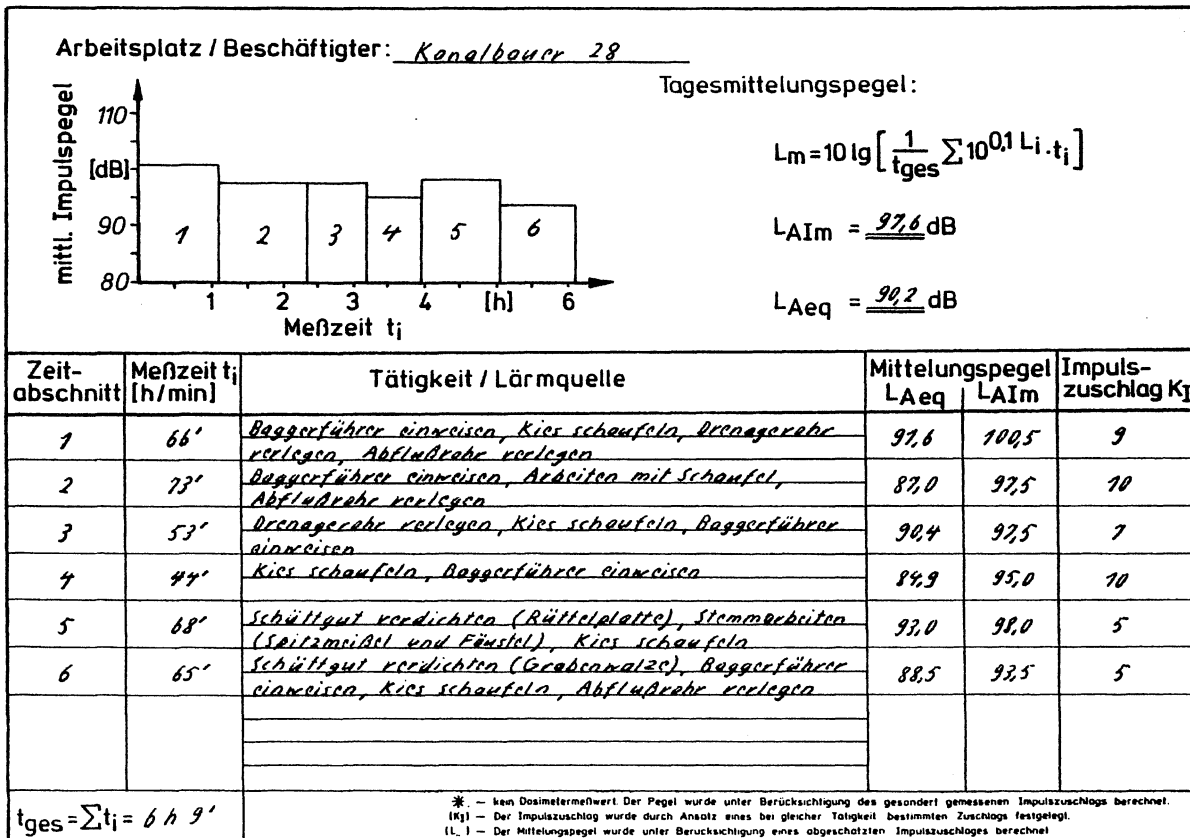 Arbeitsplatz / Beschäftigter: Kanalbauer 28
Tagesmittelungspegel:
mittl. Impulspegel
[dB]
110
90
80
1 2 3 4 5 6
1 2 3 4 [h] 6
Meßzeit ti
Lm = 10 lg [ 1/tges ∑ 10^0,1 Li · ti ]
LAIm = 97,6 dB
LAeq = 90,2 dB
Zeitabschnitt | Meßzeit ti [h/min] | Tätigkeit / Lärmquelle | Mittelungspegel LAeq | LAIm | Impulszuschlag KI
1 66' Baggerführer einweisen, Kies schaufeln, Drenagerohr 91,6 100,5 9
verlegen, Abflußrohr verlegen
2 73' Baggerführer einweisen, Arbeiten mit Schaufel, 87,0 97,5 10
Abflußrohr verlegen
3 53' Drenagerohr verlegen, Kies schaufeln, Baggerführer 90,4 97,5 7
einweisen
4 44' Kies schaufeln, Baggerführer einweisen 84,9 95,0 10
5 68' Schüttgut verdichten (Rüttelplatte), Stemmarbeiten 93,0 98,0 5
(Spitzmeißel und Fäustel), Kies schaufeln
6 65' Schüttgut verdichten (Grabenwalze), Baggerführer 88,5 93,5 5
einweisen, Kies schaufeln, Abflußrohr verlegen
tges = ∑ti = 6 h 9'
* – kein Dosimetermeßwert. Der Pegel wurde unter Berücksichtigung des gesondert gemessenen Impulszuschlags berechnet.
(KI) – Der Impulszuschlag wurde durch Ansatz eines bei gleicher Tätigkeit bestimmten Zuschlags festgelegt.
(L_) – Der Mittelungspegel wurde unter Berücksichtigung eines abgeschätzten Impulszuschlages berechnet